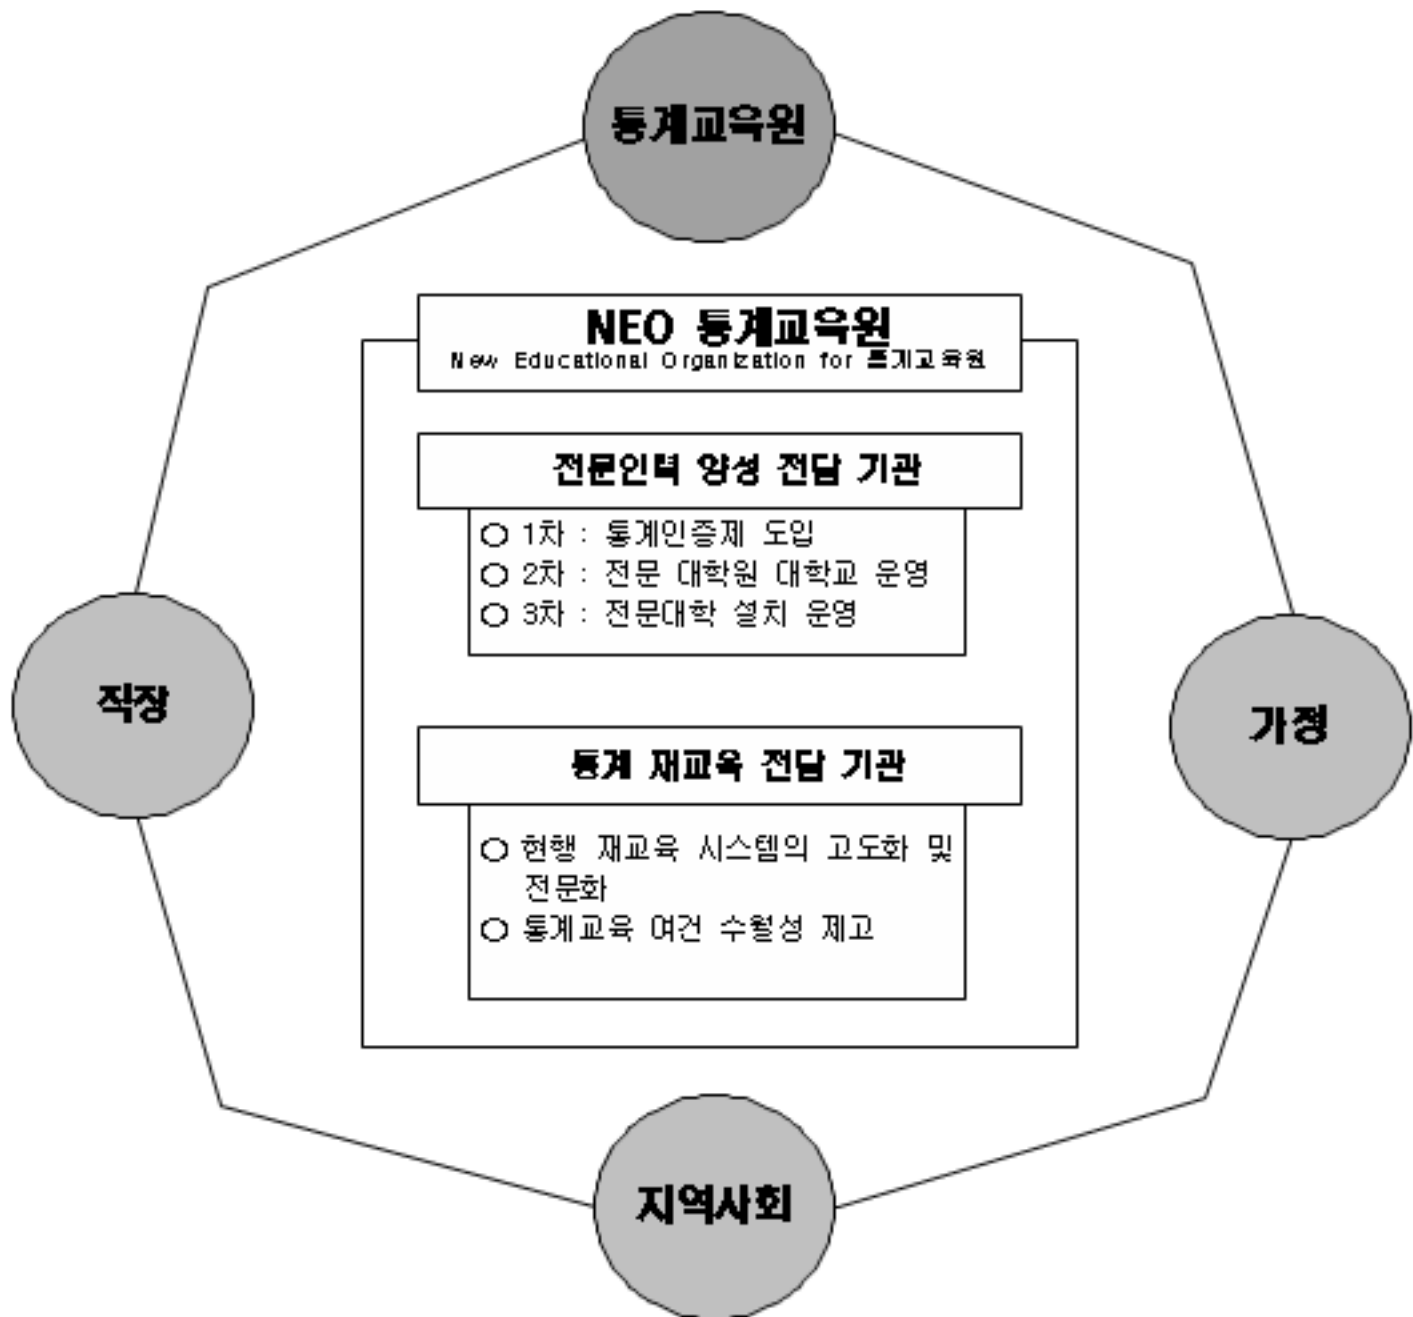 통계교육원
NEO 통계교육원
New Educational Organization for 통계교육원
전문인력 양성 전담 기관
○ 1차 : 통계인증제 도입
○ 2차 : 전문 대학원 대학교 운영
○ 3차 : 전문대학 설치 운영
직장
가정
통계 재교육 전담 기관
○ 현행 재교육 시스템의 고도화 및
전문화
○ 통계교육 여건 수월성 제고
지역사회